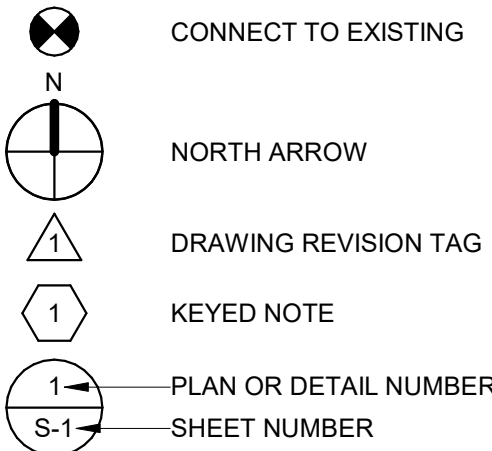 CONNECT TO EXISTING
N
NORTH ARROW
1 DRAWING REVISION TAG
1 KEYED NOTE
1 PLAN OR DETAIL NUMBER
S-1 SHEET NUMBER